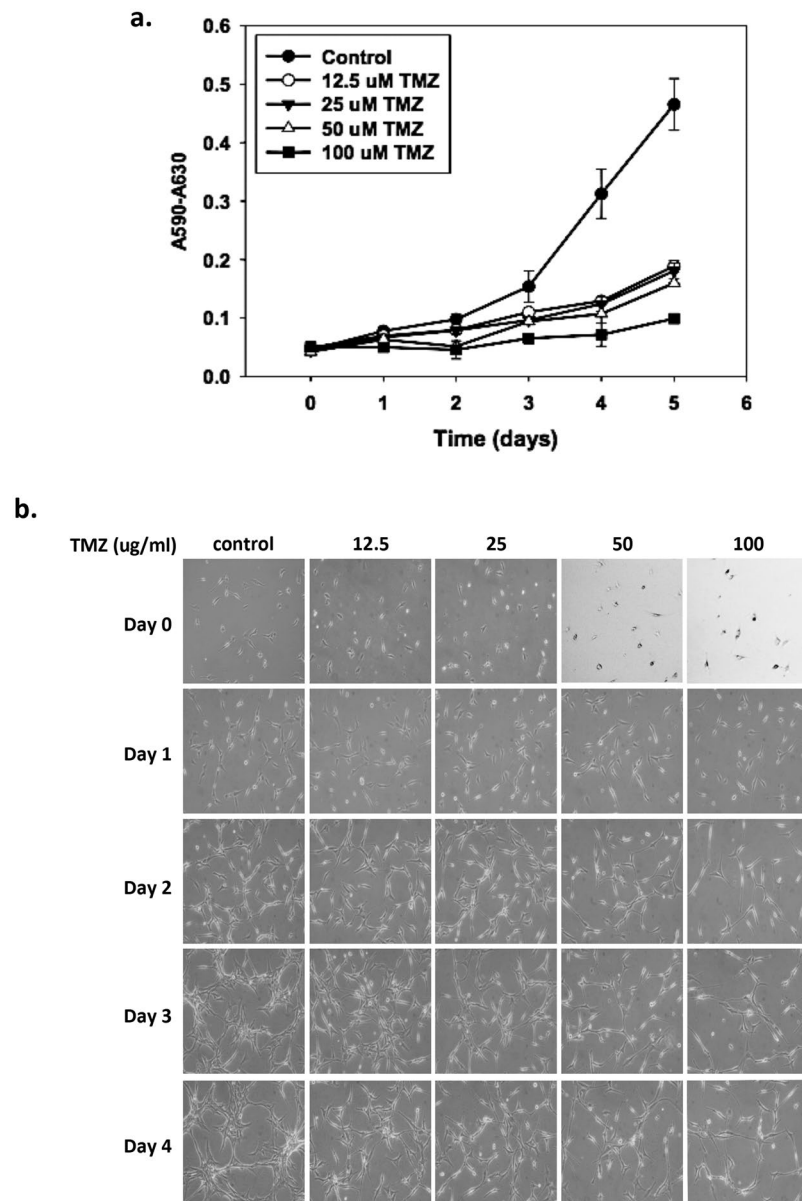 a.
0.6
0.5
0.4
0.3
0.2
0.1
0.0
A590-A630
Control
12.5 uM TMZ
25 uM TMZ
50 uM TMZ
100 uM TMZ
0 1 2 3 4 5 6
Time (days)
b.
TMZ (ug/ml) control 12.5 25 50 100
Day 0
Day 1
Day 2
Day 3
Day 4